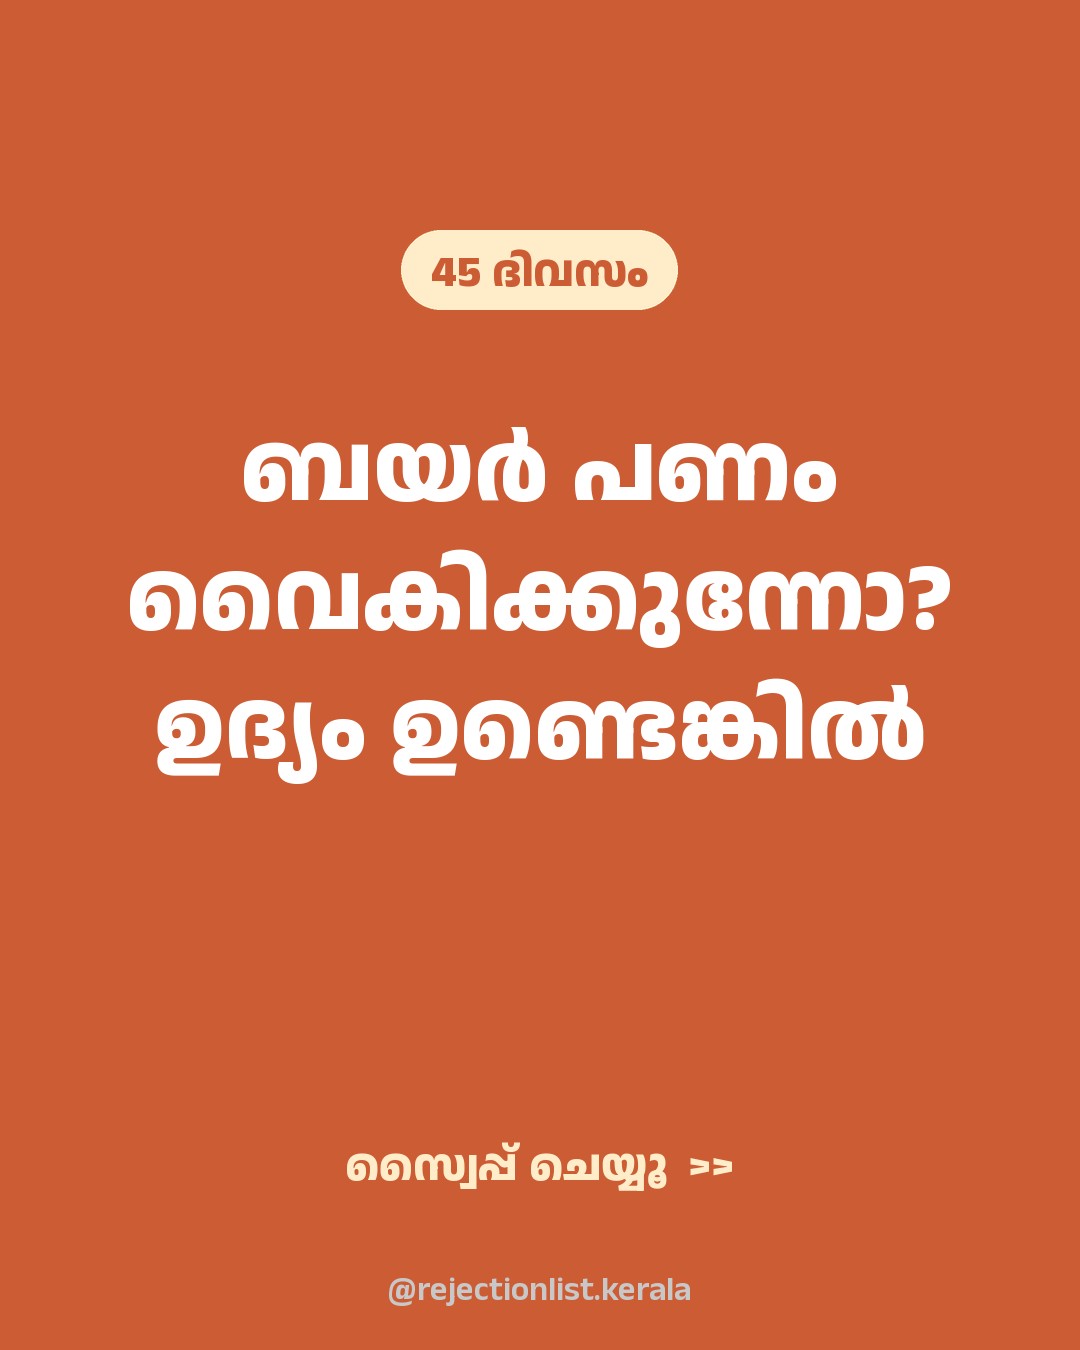 45 ദിവസം
ബയർ പണം
വൈകിക്കുന്നോ?
ഉദ്യം ഉണ്ടെങ്കിൽ
സ്വൈപ്പ് ചെയ്യൂ >>
@rejectionlist.kerala